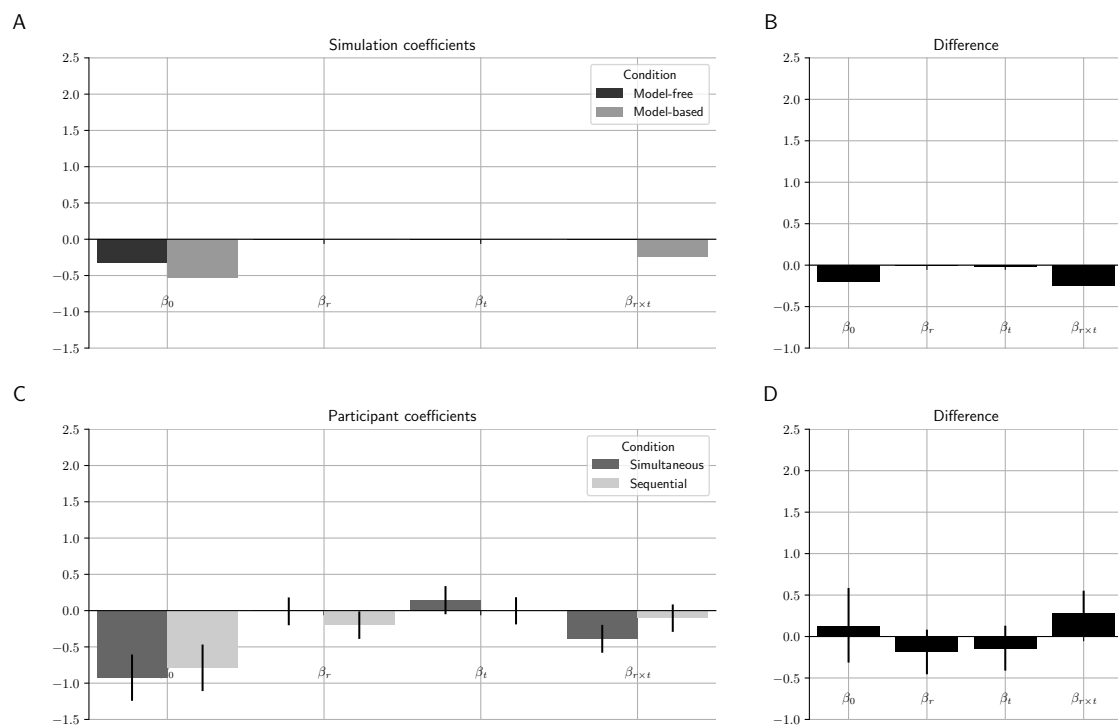 A
Simulation coefficients
2.5
2.0
1.5
1.0
0.5
0.0
−0.5
−1.0
−1.5
Condition
Model-free
Model-based
β₀
βᵣ
βₜ
βᵣ×ₜ
B
Difference
2.5
2.0
1.5
1.0
0.5
0.0
−0.5
−1.0
β₀
βᵣ
βₜ
βᵣ×ₜ
C
Participant coefficients
2.5
2.0
1.5
1.0
0.5
0.0
−0.5
−1.0
−1.5
Condition
Simultaneous
Sequential
βᵣ
βₜ
βᵣ×ₜ
D
Difference
2.5
2.0
1.5
1.0
0.5
0.0
−0.5
−1.0
β₀
βᵣ
βₜ
βᵣ×ₜ